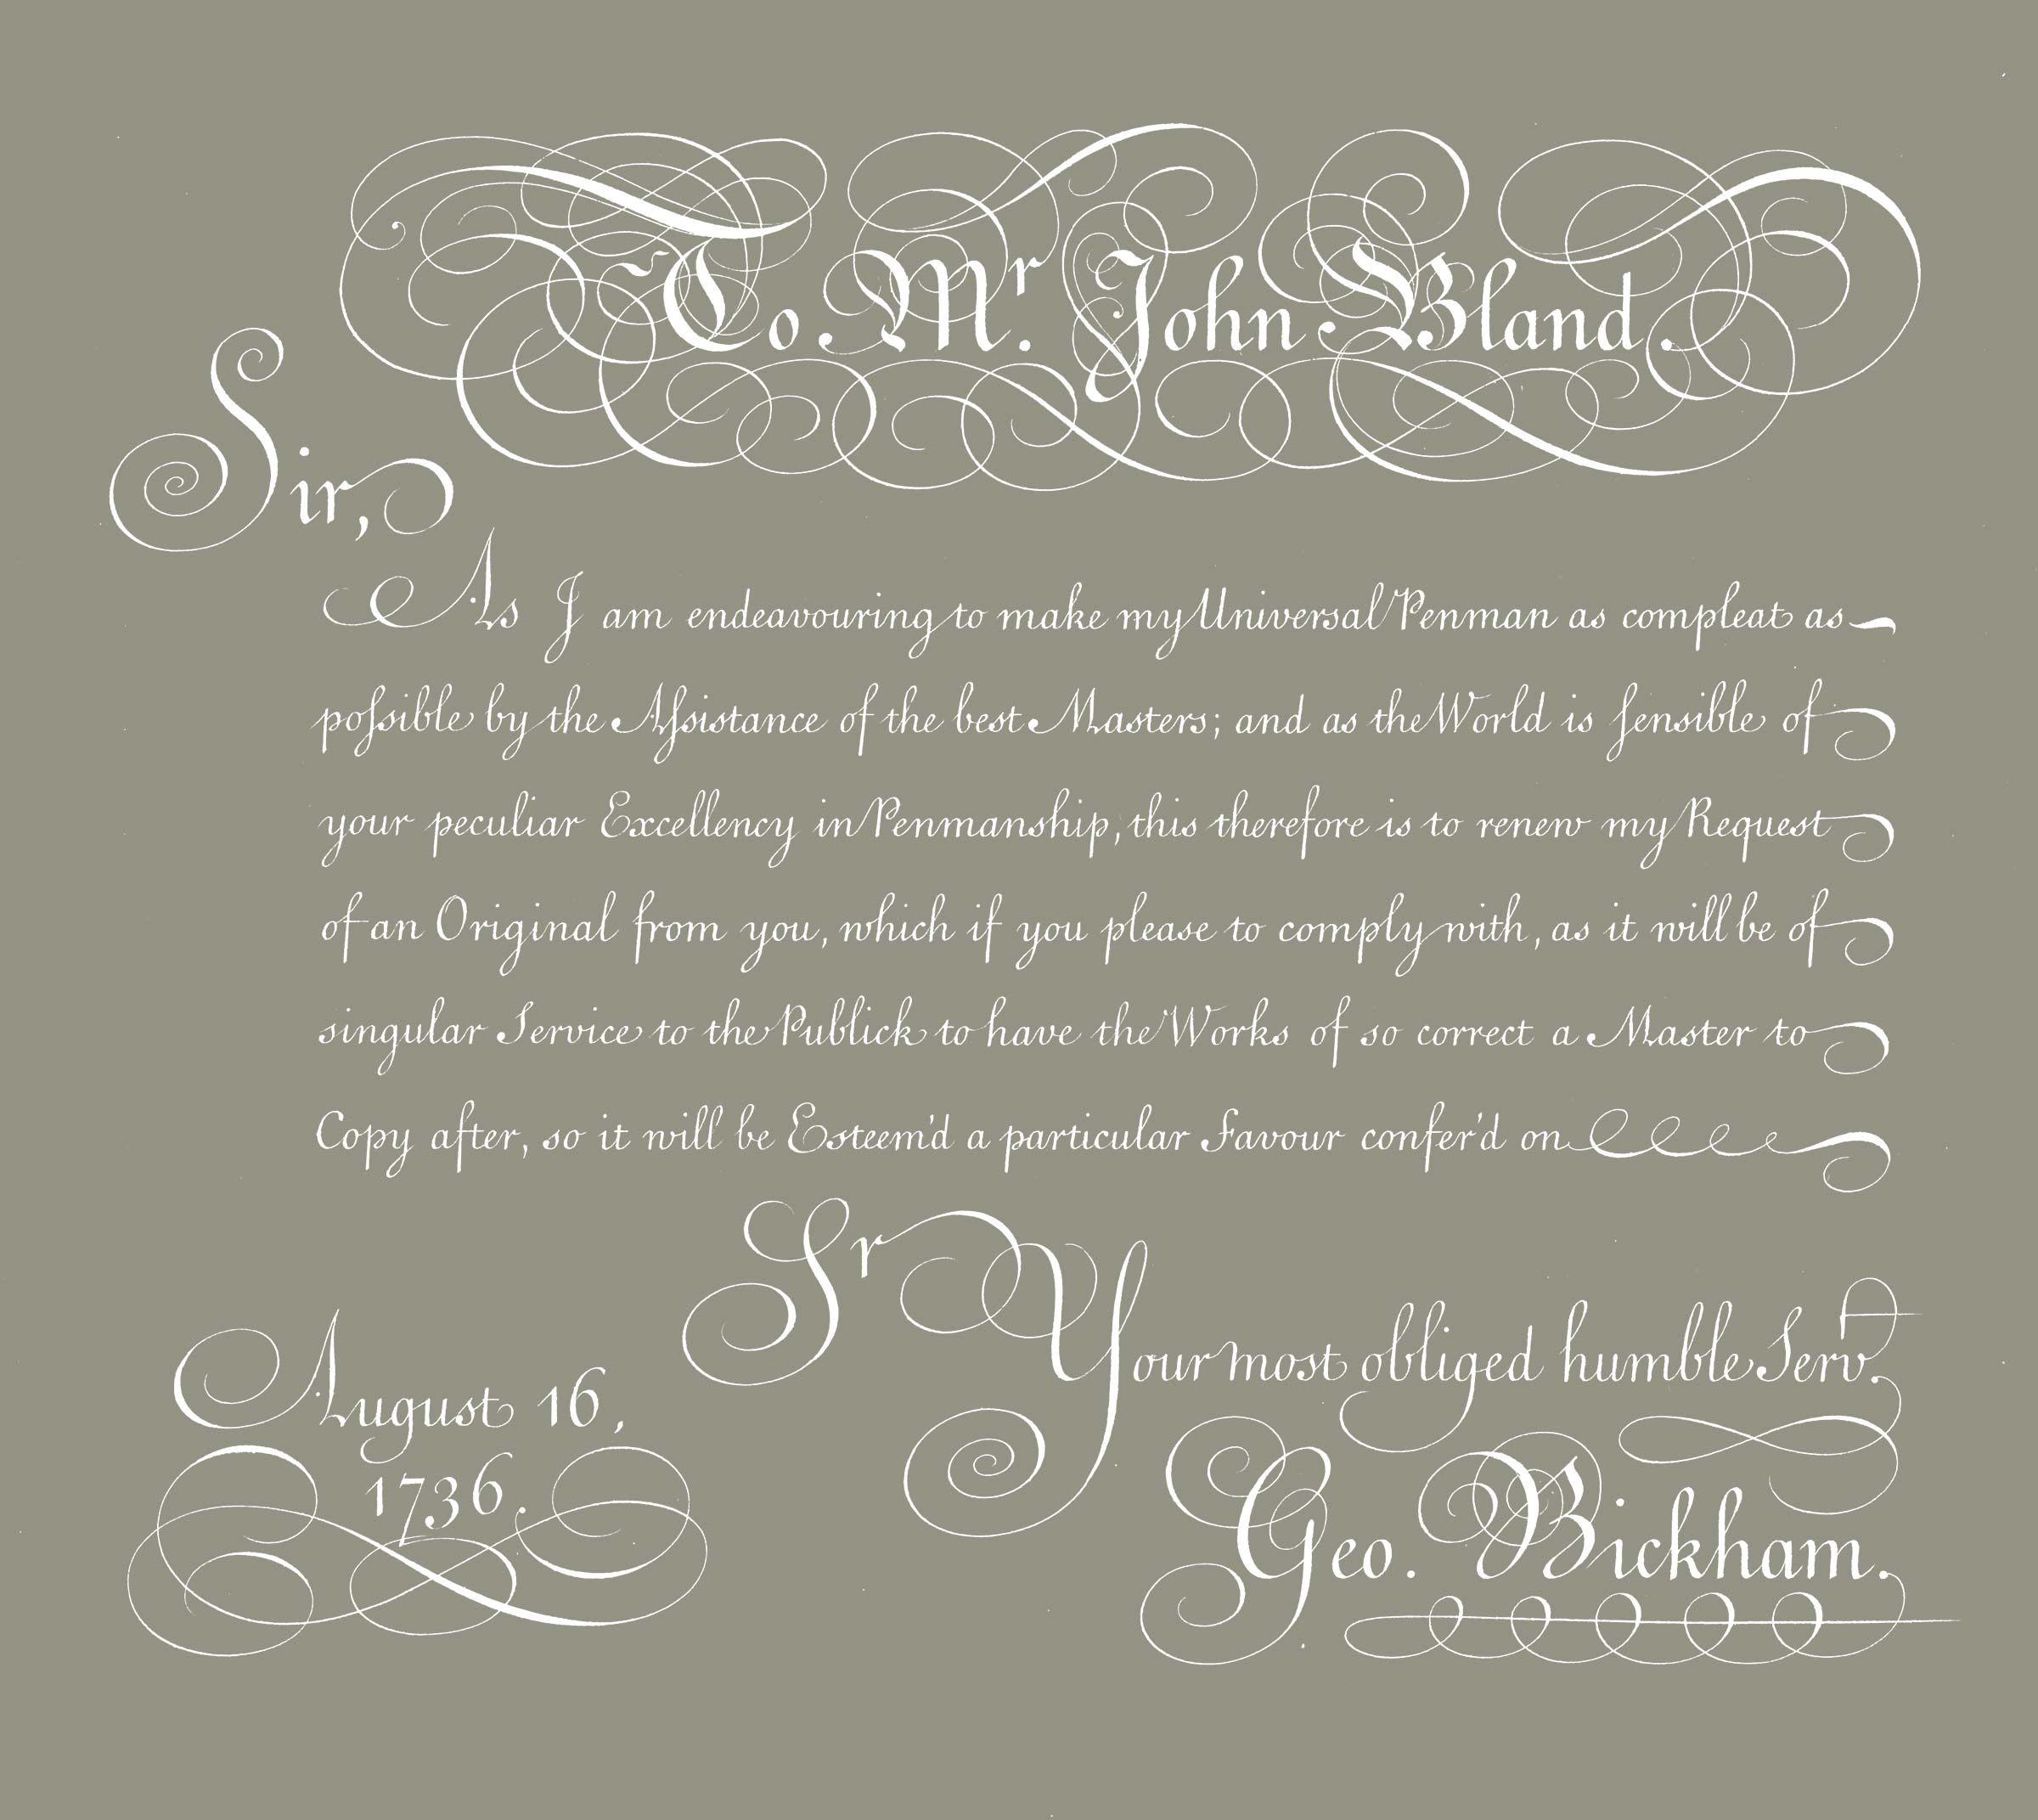 To Mr. John Bland.
Sir,
As I am endeavouring to make my Universal Penman as compleat as
poſsible by the Aſsistance of the best Masters; and as the World is ſensible of
your peculiar Excellency in Penmanship, this therefore is to renew my Request
of an Original from you, which if you please to comply with, as it will be of
singular Service to the Publick to have the Works of so correct a Master to
Copy after, so it will be Esteem'd a particular Favour confer'd on
Sr
Your most obliged humble Servt.
August 16,
1736.
Geo. Bickham.